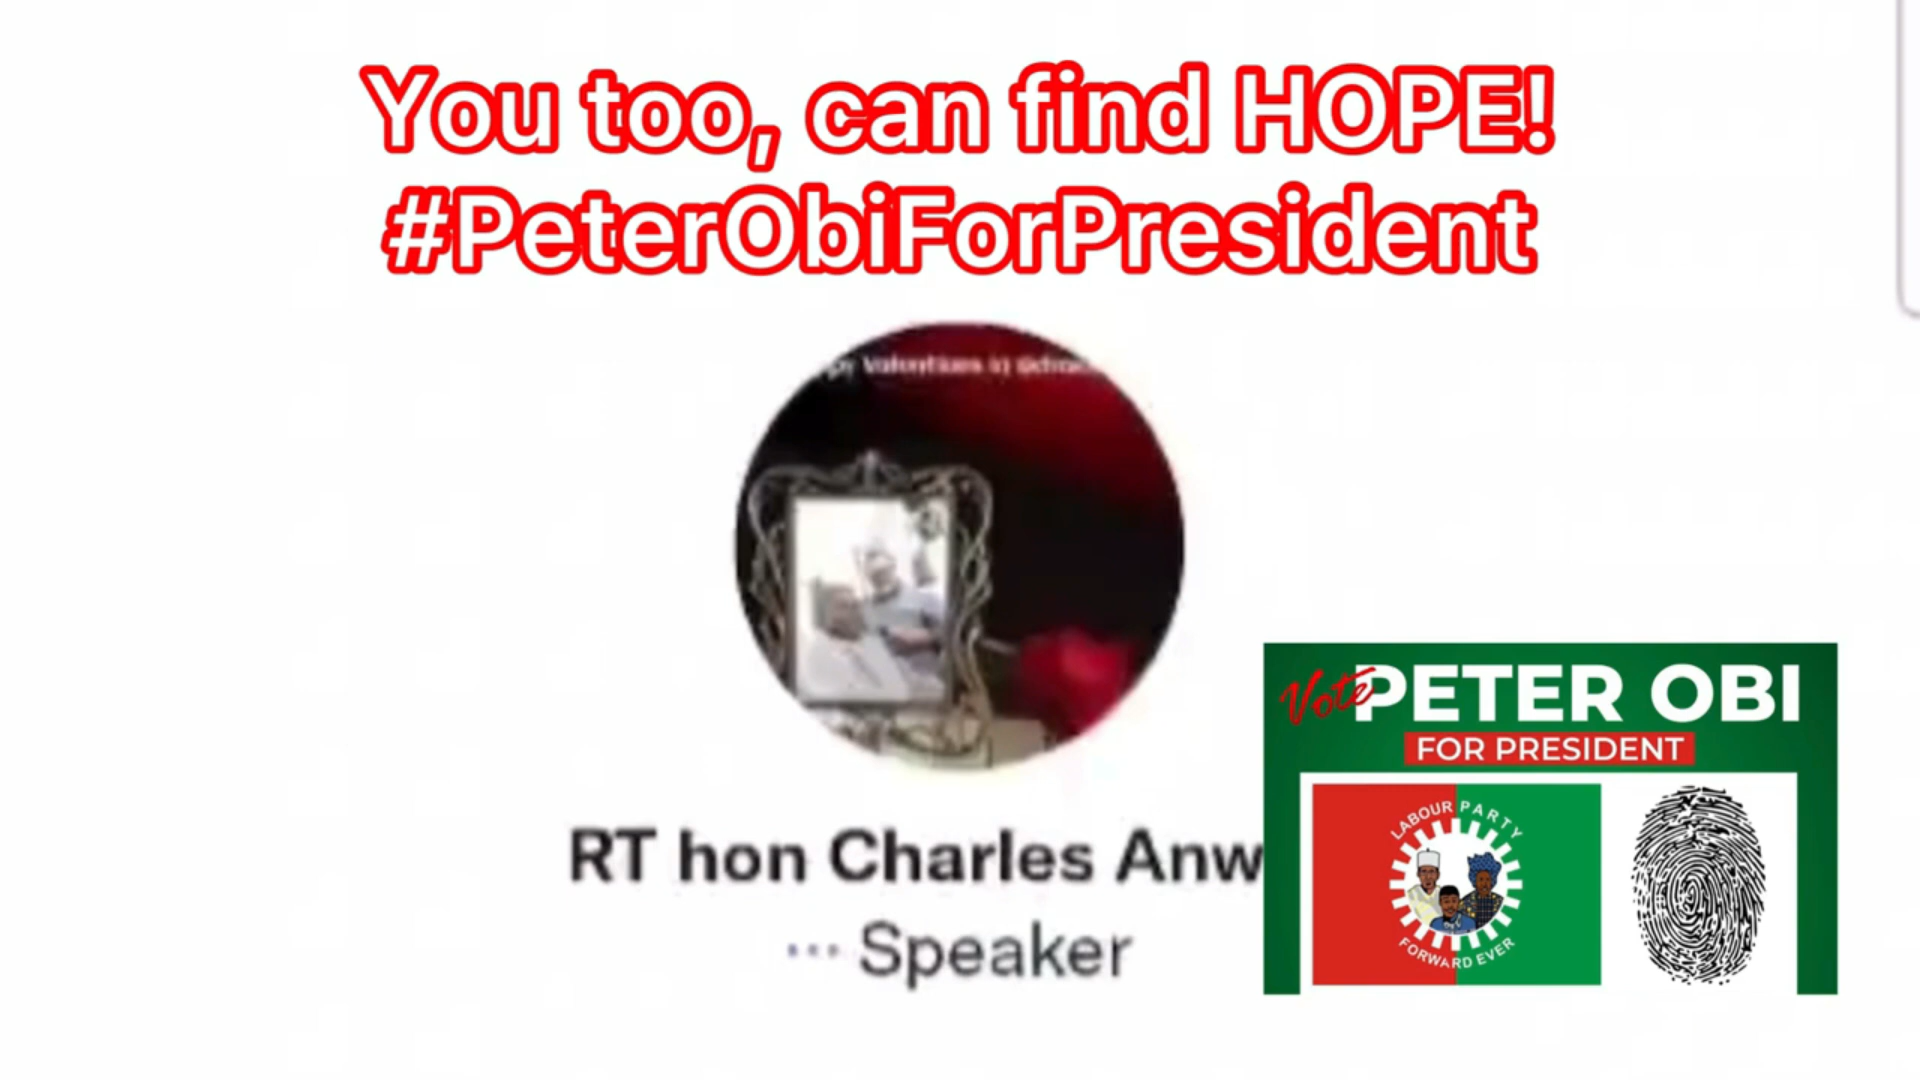 You too, can find HOPE!
#PeterObiForPresident
Valentines
RT hon Charles Anw
··· Speaker
Vote PETER OBI
FOR PRESIDENT
LABOUR PARTY
FORWARD EVER